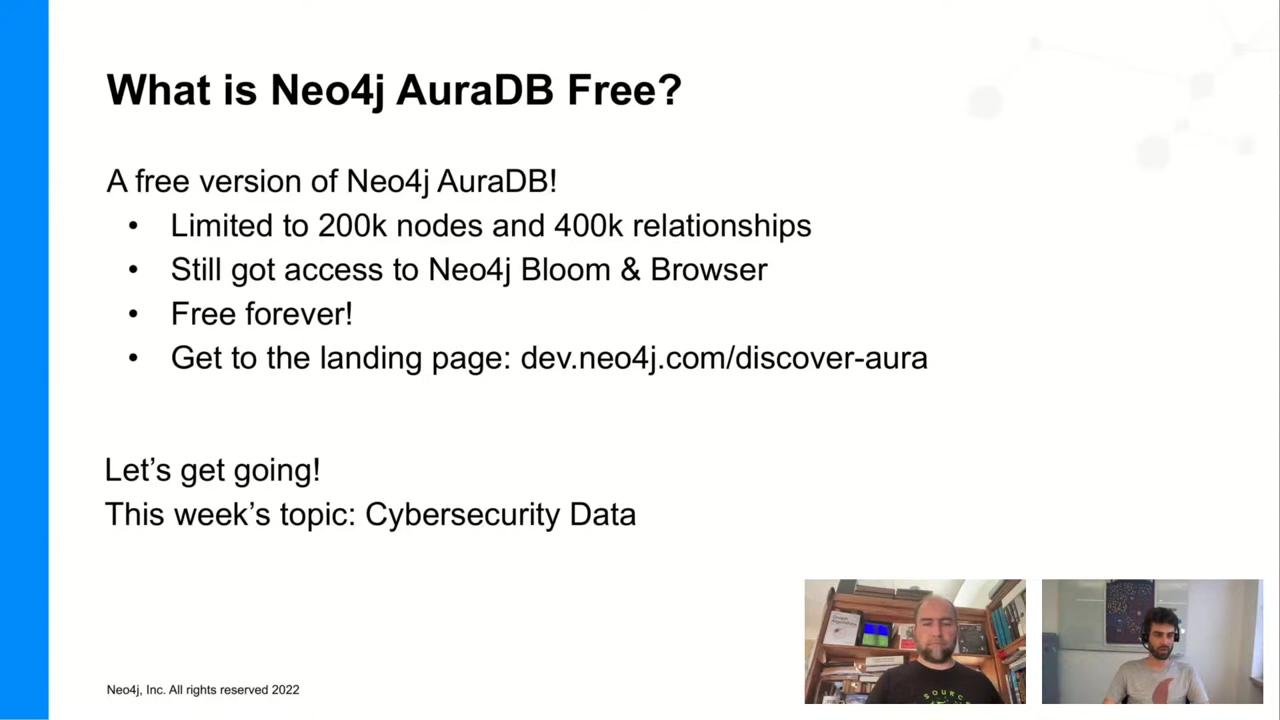 What is Neo4j AuraDB Free?
A free version of Neo4j AuraDB!
• Limited to 200k nodes and 400k relationships
• Still got access to Neo4j Bloom & Browser
• Free forever!
• Get to the landing page: dev.neo4j.com/discover-aura
Let’s get going!
This week’s topic: Cybersecurity Data
Neo4j, Inc. All rights reserved 2022
SOURCE